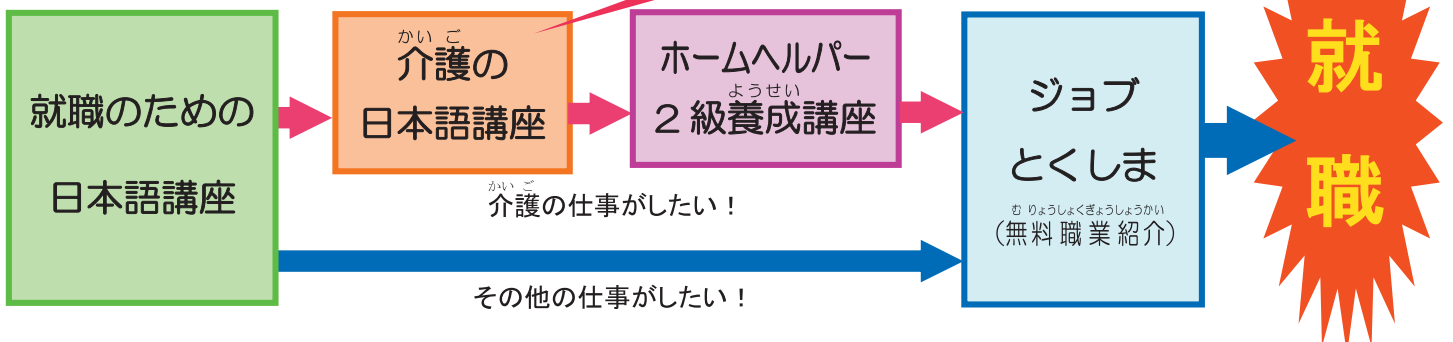 就職のための
日本語講座
かいご
介護の
日本語講座
ホームヘルパー
ようせい
2級養成講座
かいご
介護の仕事がしたい！
その他の仕事がしたい！
ジョブ
とくしま
むりょうしょくぎょうしょうかい
（無料職業紹介）
就
職